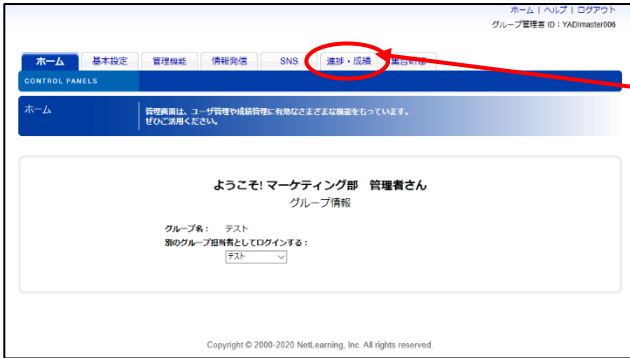 ホーム | ヘルプ | ログアウト
グループ管理者 ID : YADImaster006
ホーム 基本設定 管理機能 情報発信 SNS 進捗・成績 集合研修
CONTROL PANELS
ホーム
管理画面は、ユーザ管理や成績管理に有効なさまざまな機能をもっています。
ぜひご活用ください。
ようこそ! マーケティング部 管理者さん
グループ情報
グループ名 : テスト
別のグループ担当者としてログインする :
テスト
Copyright © 2000-2020 NetLearning, Inc. All rights reserved.